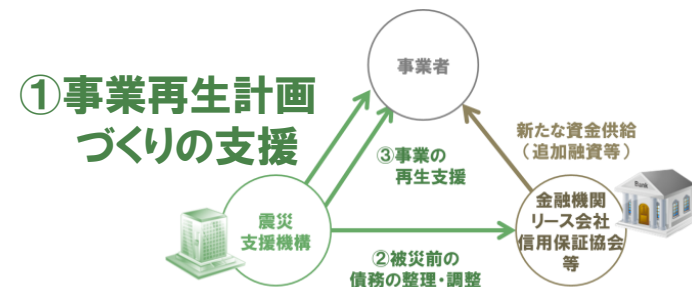 ①事業再生計画
づくりの支援
事業者
③事業の
再生支援
新たな資金供給
（追加融資等）
震災
支援機構
金融機関
リース会社
信用保証協会
等
Bank
②被災前の
債務の整理・調整